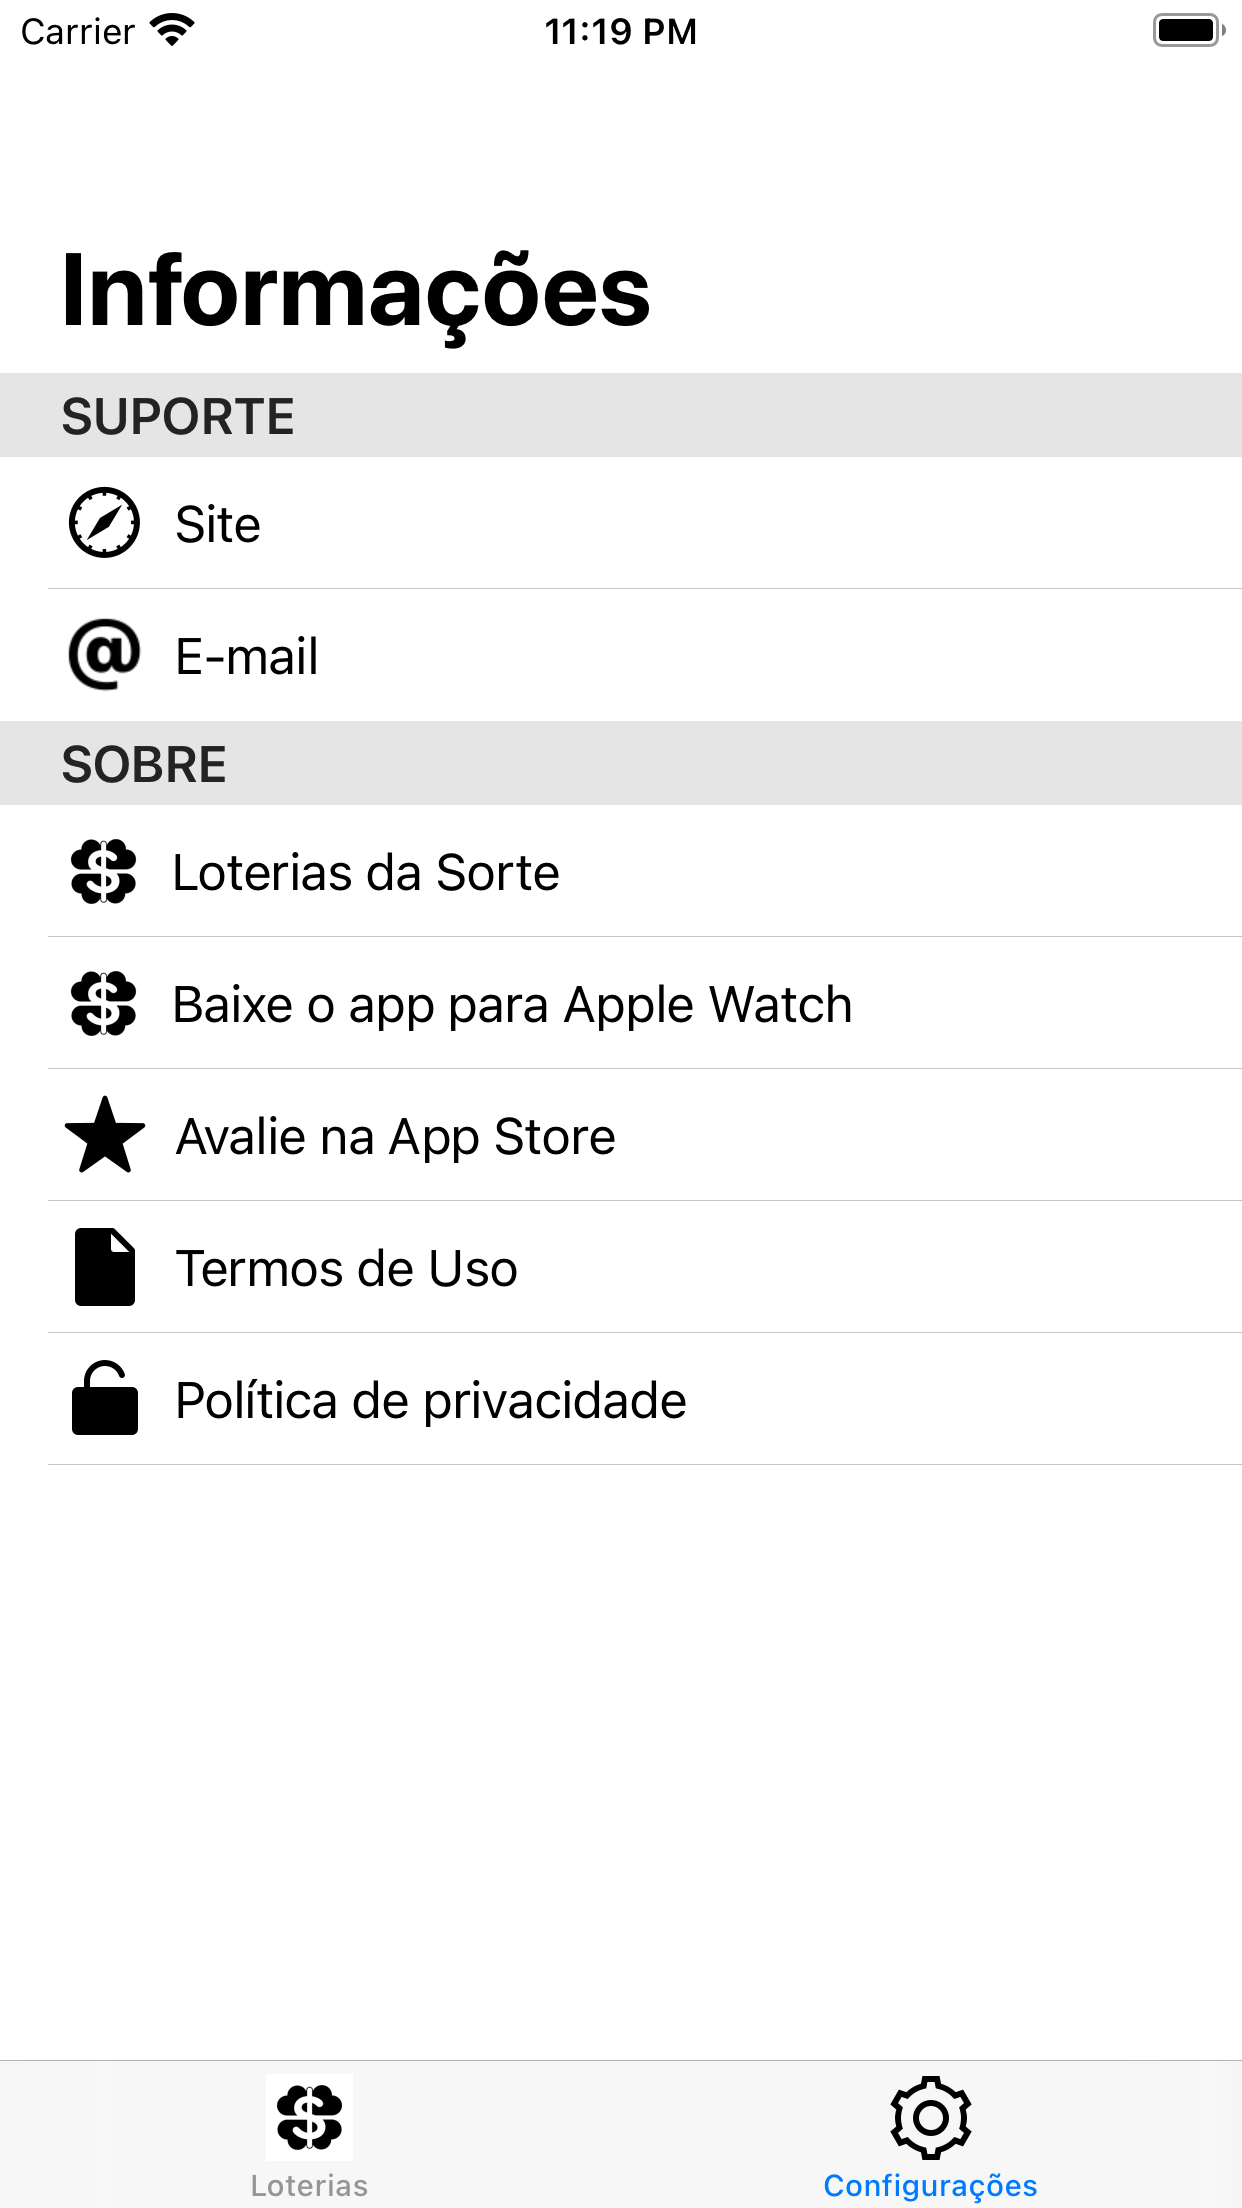 Carrier 11:19 PM
Informações
SUPORTE
Site
E-mail
SOBRE
Loterias da Sorte
Baixe o app para Apple Watch
Avalie na App Store
Termos de Uso
Política de privacidade
Loterias Configurações